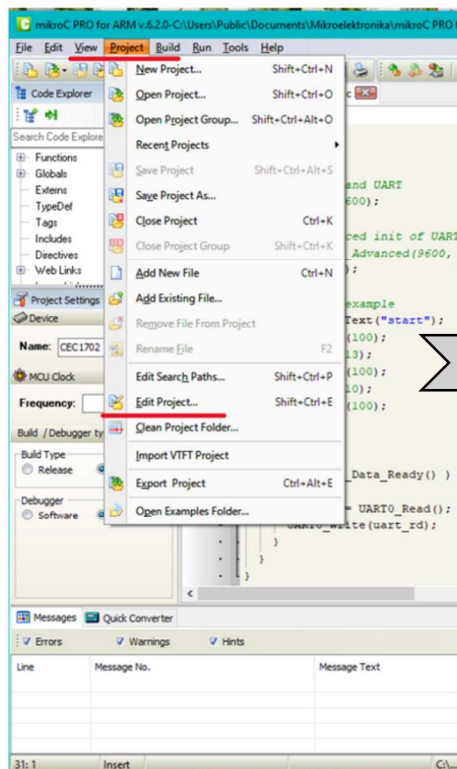 mikroC PRO for ARM v.6.2.0-C:\Users\Public\Documents\Mikroelektronika\mikroC PRO
File Edit View Project Build Run Tools Help
Code Explorer
Search Code Explore
Functions
Globals
Externs
TypeDef
Tags
Includes
Directives
Web Links
Project Settings
Device
Name: CEC1702
MCU Clock
Frequency:
Build / Debugger ty
Build Type
Release
Debugger
Software
New Project... Shift+Ctrl+N
Open Project... Shift+Ctrl+O
Open Project Group... Shift+Ctrl+Alt+O
Recent Projects
Save Project Shift+Ctrl+Alt+S
Save Project As...
Close Project Ctrl+K
Close Project Group Shift+Ctrl+K
Add New File Ctrl+N
Add Existing File...
Remove File From Project
Rename File F2
Edit Search Paths... Shift+Ctrl+P
Edit Project... Shift+Ctrl+E
Clean Project Folder...
Import VTFT Project
Export Project Ctrl+Alt+E
Open Examples Folder...
and UART
600);
ced init of UART
_Advanced(9600,
);
example
Text("start");
(100);
13);
(100);
10);
(100);
_Data_Ready() )
= UART0_Read();
UART0_Write(uart_rd);
}
}
}
Messages Quick Converter
Errors Warnings Hints
Line Message No. Message Text
31: 1 Insert C:\...